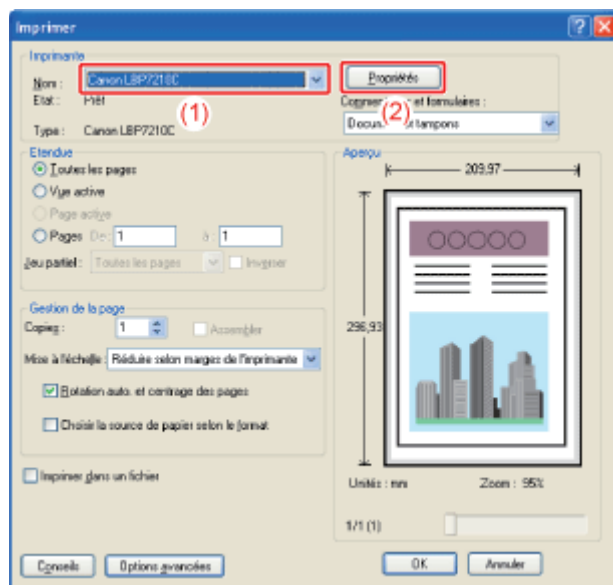 Imprimer
Imprimante
Nom : Canon LBP7210C
Propriétés
Etat : Prêt
(1)
(2)
Commentaires et formulaires :
Type : Canon LBP7210C
Document et tampons
Etendue
Toutes les pages
Vue active
Page active
Pages De : 1 à : 1
Jeu partiel : Toutes les pages Inverser
Gestion de la page
Copies : 1 Assembler
Mise à l'échelle : Réduire selon marges de l'imprimante
Rotation auto. et centrage des pages
Choisir la source de papier selon le format
Imprimer dans un fichier
Aperçu
209,97
296,93
Unités : mm Zoom : 95%
1/1 (1)
Conseils Options avancées OK Annuler